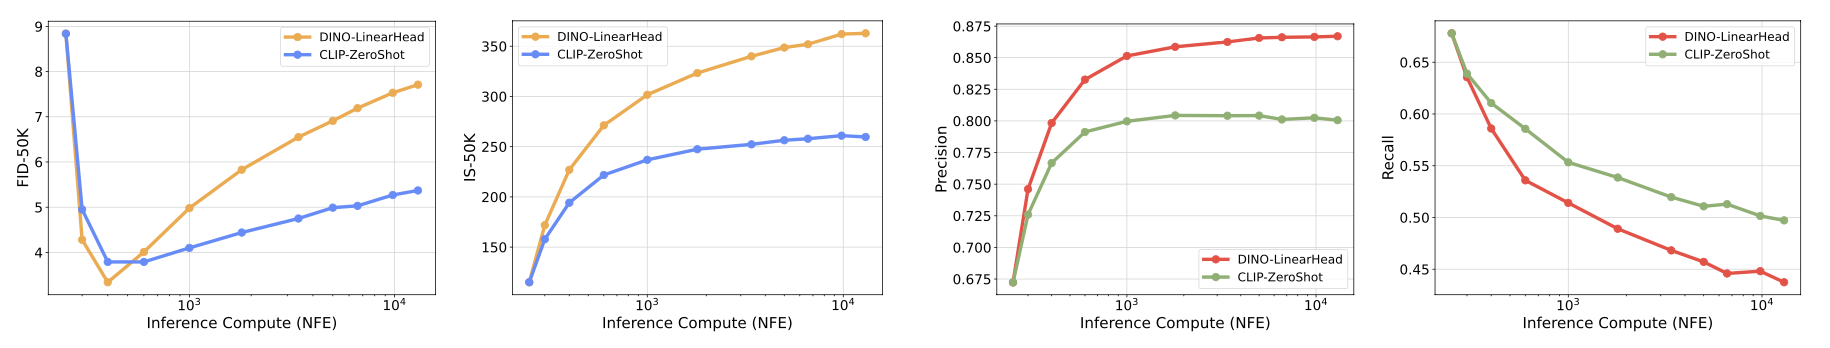 9
8
7
6
5
4
FID-50K
DINO-LinearHead
CLIP-ZeroShot
10³
10⁴
Inference Compute (NFE)
350
300
250
200
150
IS-50K
DINO-LinearHead
CLIP-ZeroShot
10³
10⁴
Inference Compute (NFE)
0.875
0.850
0.825
0.800
0.775
0.750
0.725
0.700
0.675
Precision
DINO-LinearHead
CLIP-ZeroShot
10³
10⁴
Inference Compute (NFE)
0.65
0.60
0.55
0.50
0.45
Recall
DINO-LinearHead
CLIP-ZeroShot
10³
10⁴
Inference Compute (NFE)